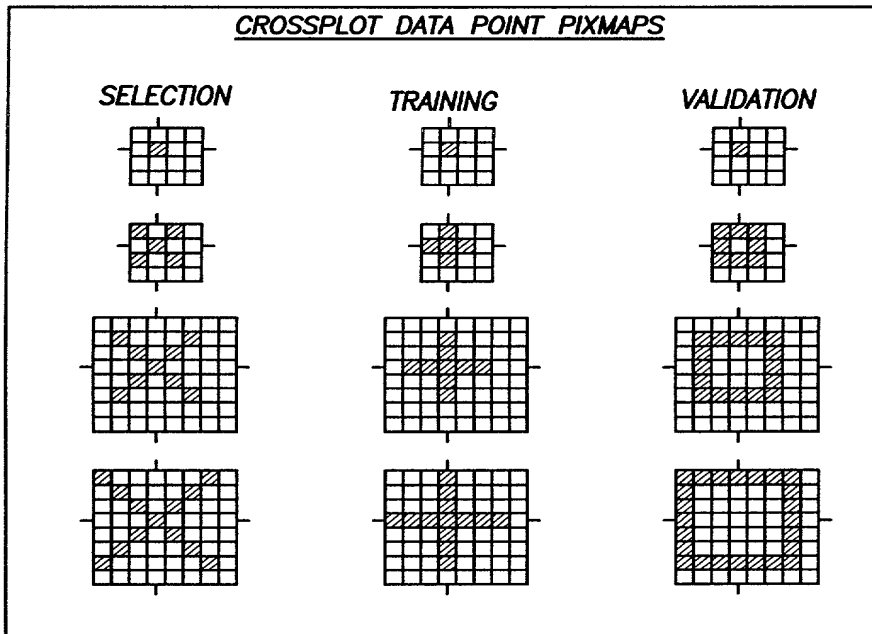 CROSSPLOT DATA POINT PIXMAPS
SELECTION
TRAINING
VALIDATION